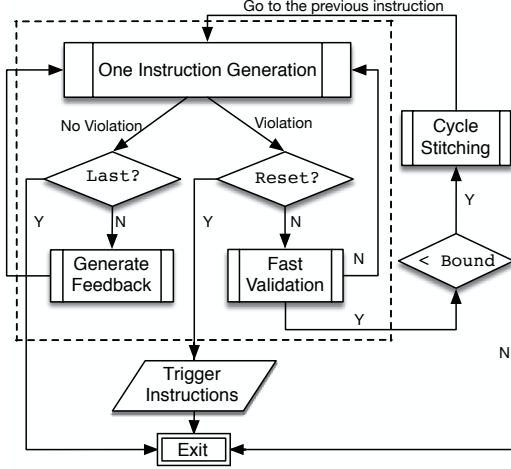 Go to the previous instruction
One Instruction Generation
No Violation
Violation
Cycle
Stitching
Last?
Reset?
Y
N
Y
N
Y
Generate
Feedback
Fast
Validation
N
< Bound
Y
N
Trigger
Instructions
Exit